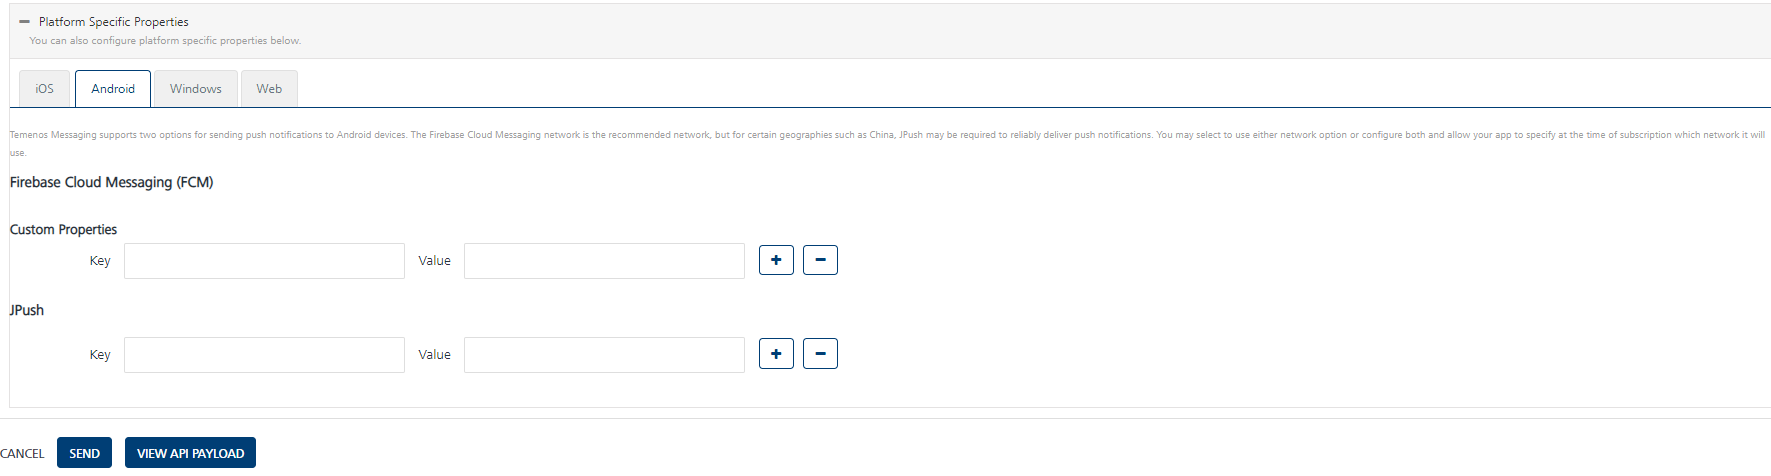 Platform Specific Properties
You can also configure platform specific properties below.
iOS Android Windows Web
Temenos Messaging supports two options for sending push notifications to Android devices. The Firebase Cloud Messaging network is the recommended network, but for certain geographies such as China, JPush may be required to reliably deliver push notifications. You may select to use either network option or configure both and allow your app to specify at the time of subscription which network it will
use.
Firebase Cloud Messaging (FCM)
Custom Properties
Key Value
JPush
Key Value
CANCEL SEND VIEW API PAYLOAD